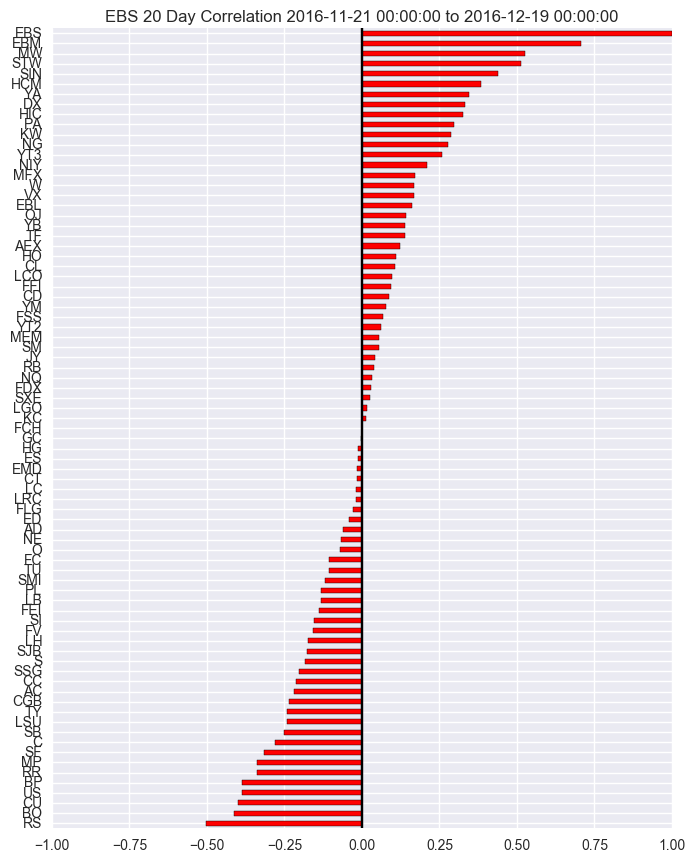 EBS 20 Day Correlation 2016-11-21 00:00:00 to 2016-12-19 00:00:00
EBS
EBM
MW
STW
SIN
HCM
YA
DX
HIC
PA
KW
NG
YT3
NIY
MFX
W
VX
EBL
OJ
YB
TF
AEX
HO
CL
LCO
CD
YM
FSS
YT2
MEM
SM
JY
RB
NQ
FDX
SXE
LGO
KC
FCH
GC
HG
ES
EMD
CT
LC
LRC
FLG
ED
AD
NE
O
FC
TU
SMI
PL
LB
FEI
SI
FV
LH
SJB
S
SSG
CC
AC
CGB
TY
LSU
SB
C
SF
MP
RR
BP
US
CU
BO
RS
−1.00 −0.75 −0.50 −0.25 0.00 0.25 0.50 0.75 1.00